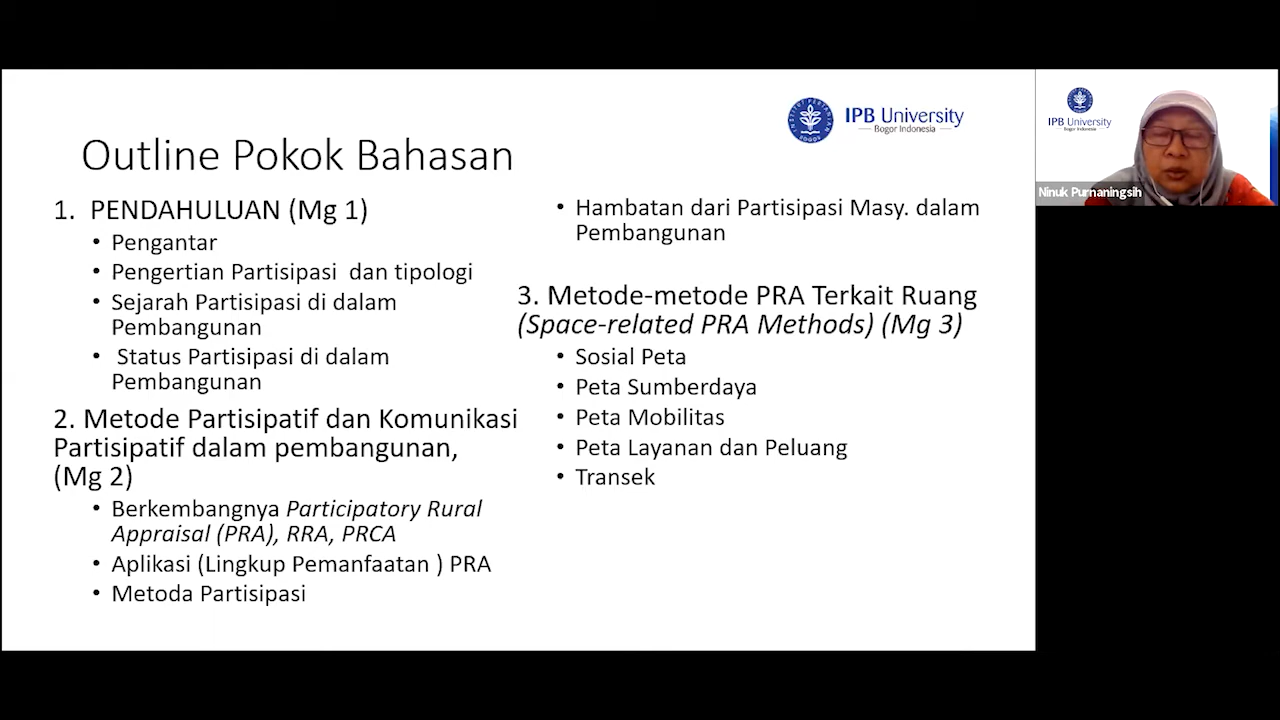 IPB University
Bogor Indonesia
Outline Pokok Bahasan
1. PENDAHULUAN (Mg 1)
• Pengantar
• Pengertian Partisipasi dan tipologi
• Sejarah Partisipasi di dalam
Pembangunan
• Status Partisipasi di dalam
Pembangunan
2. Metode Partisipatif dan Komunikasi
Partisipatif dalam pembangunan,
(Mg 2)
• Berkembangnya Participatory Rural
Appraisal (PRA), RRA, PRCA
• Aplikasi (Lingkup Pemanfaatan ) PRA
• Metoda Partisipasi
• Hambatan dari Partisipasi Masy. dalam
Pembangunan
3. Metode-metode PRA Terkait Ruang
(Space-related PRA Methods) (Mg 3)
• Sosial Peta
• Peta Sumberdaya
• Peta Mobilitas
• Peta Layanan dan Peluang
• Transek
IPB University
Bogor Indonesia
Ninuk Purnaningsih